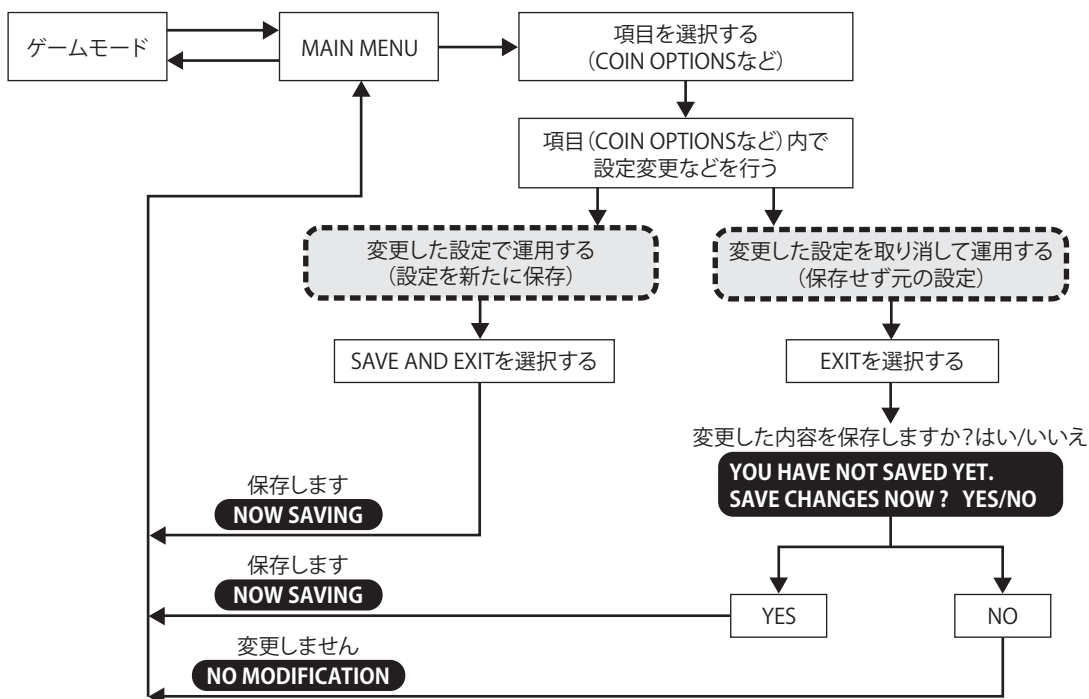 ゲームモード
MAIN MENU
項目を選択する
(COIN OPTIONSなど)
項目(COIN OPTIONSなど)内で
設定変更などを行う
変更した設定で運用する
(設定を新たに保存)
変更した設定を取り消して運用する
(保存せず元の設定)
SAVE AND EXITを選択する
EXITを選択する
変更した内容を保存しますか?はい/いいえ
YOU HAVE NOT SAVED YET.
SAVE CHANGES NOW ? YES/NO
保存します
NOW SAVING
保存します
NOW SAVING
YES
NO
変更しません
NO MODIFICATION